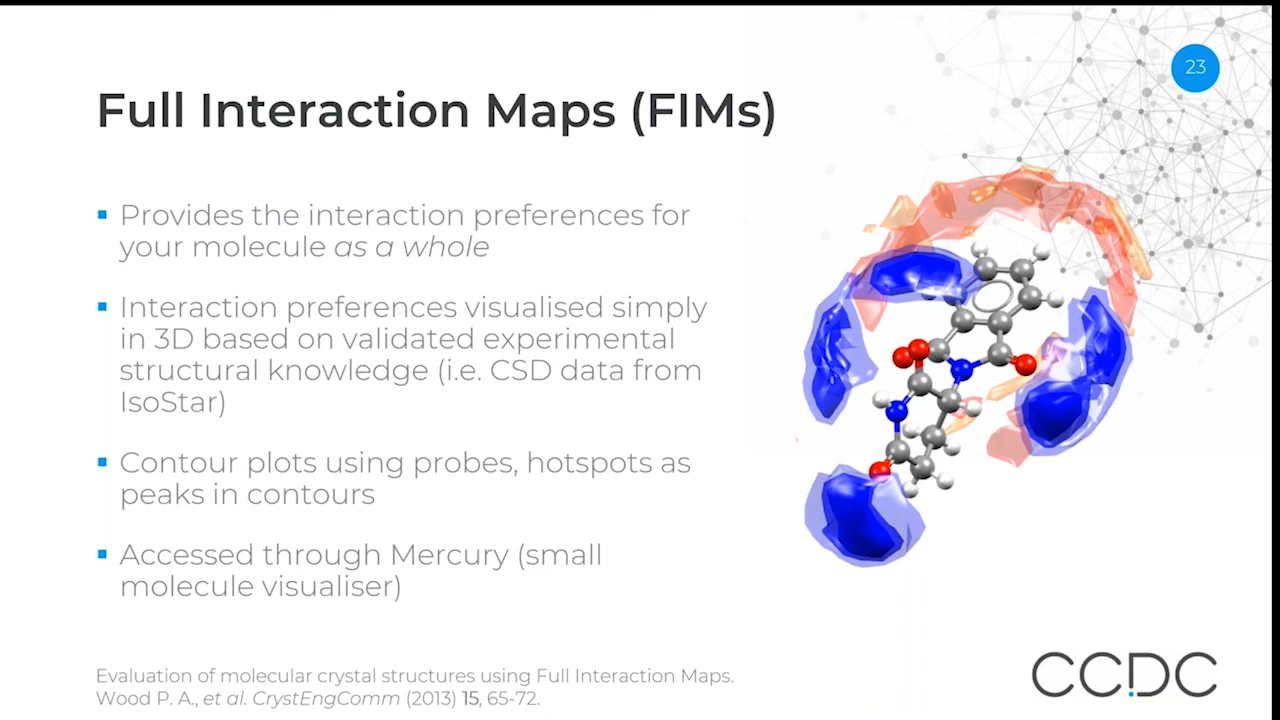 23
Full Interaction Maps (FIMs)
Provides the interaction preferences for
your molecule as a whole
Interaction preferences visualised simply
in 3D based on validated experimental
structural knowledge (i.e. CSD data from
IsoStar)
Contour plots using probes, hotspots as
peaks in contours
Accessed through Mercury (small
molecule visualiser)
Evaluation of molecular crystal structures using Full Interaction Maps.
Wood P. A., et al. CrystEngComm (2013) 15, 65-72.
CCDC